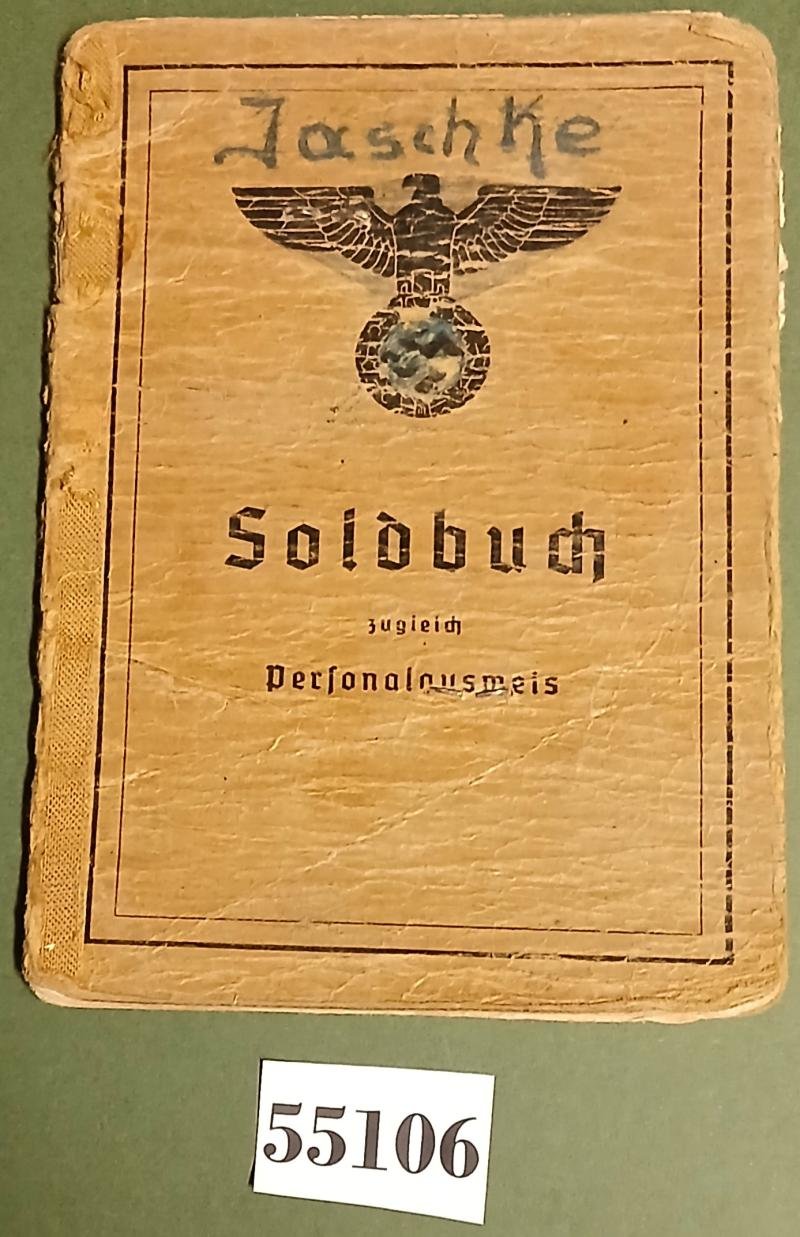 Jaschke
Soldbuch
zugleich
Personalausweis
55106